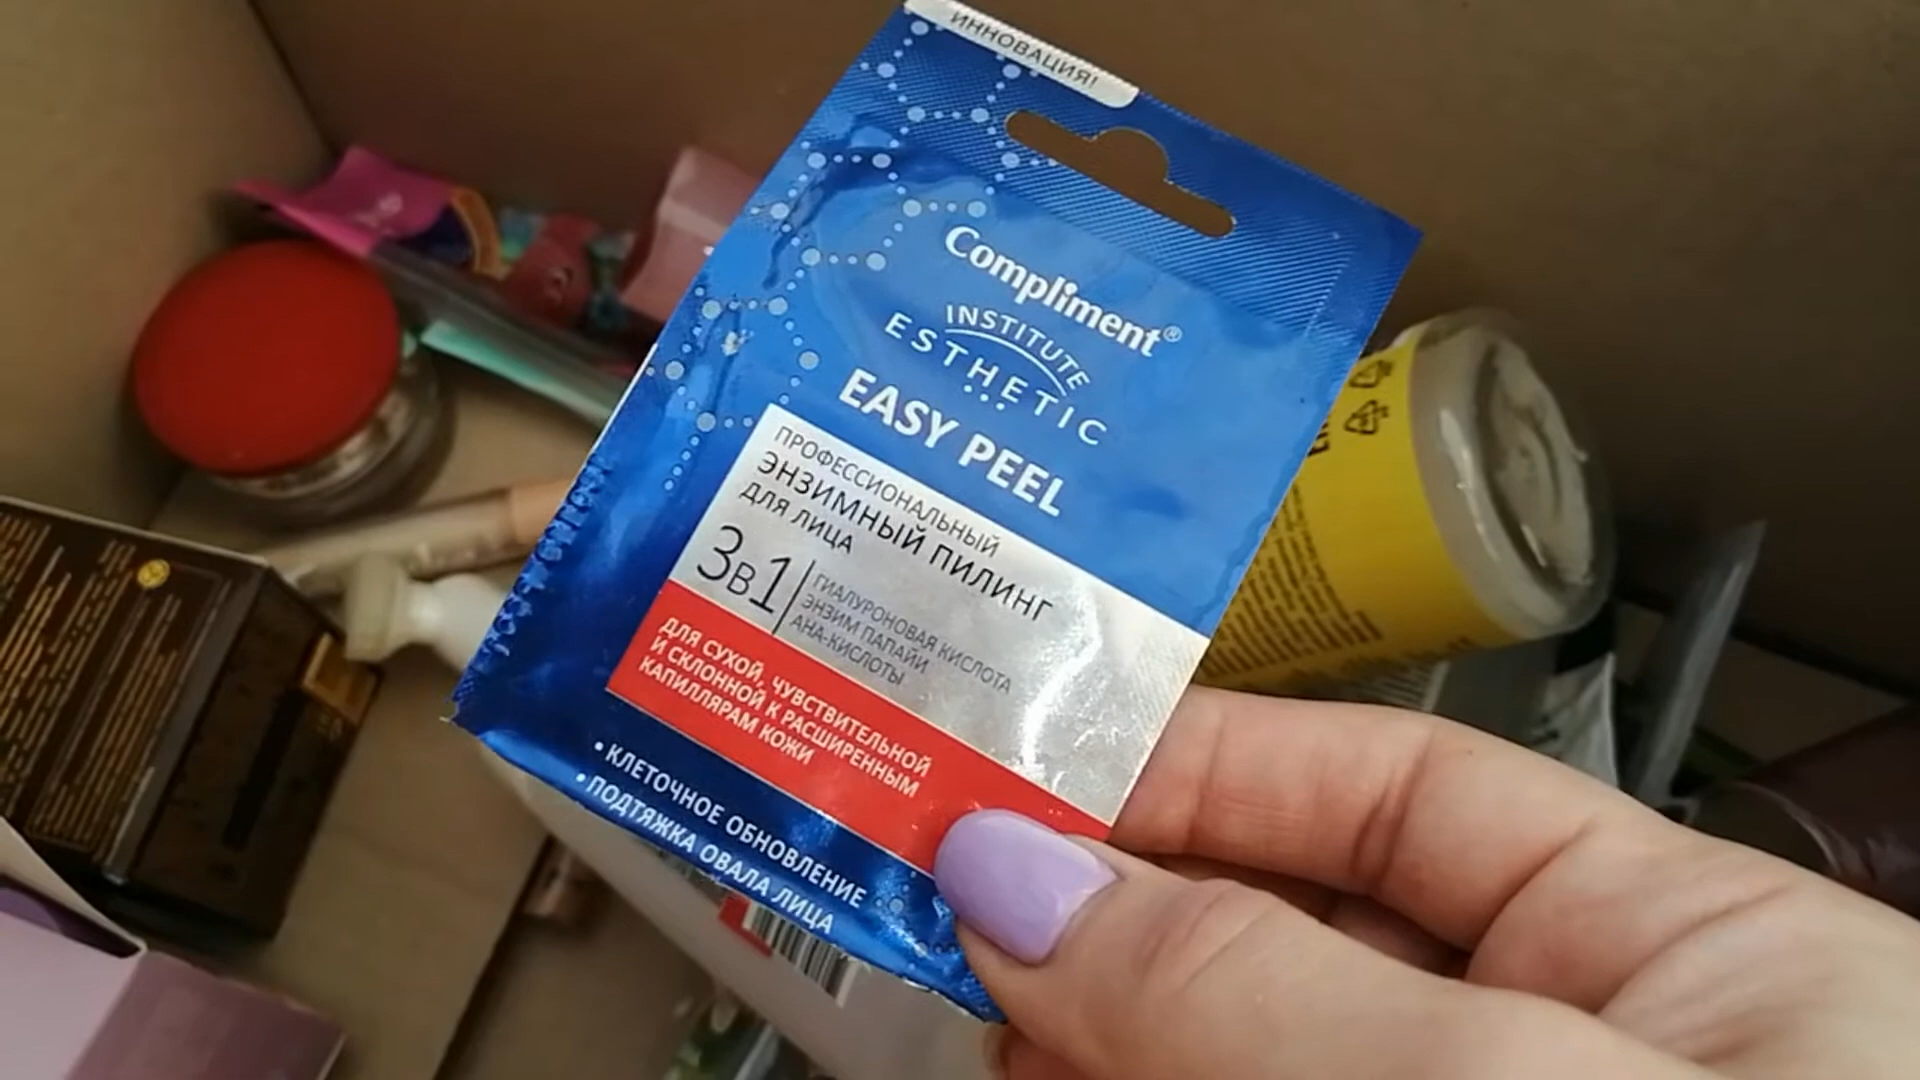 ИННОВАЦИЯ!
Compliment®
INSTITUTE
ESTHETIC
EASY PEEL
ПРОФЕССИОНАЛЬНЫЙ
ЭНЗИМНЫЙ ПИЛИНГ
ДЛЯ ЛИЦА
3в1
ГИАЛУРОНОВАЯ КИСЛОТА
ЭНЗИМ ПАПАЙИ
АНА-КИСЛОТЫ
ДЛЯ СУХОЙ, ЧУВСТВИТЕЛЬНОЙ
И СКЛОННОЙ К РАСШИРЕННЫМ
КАПИЛЛЯРАМ КОЖИ
• КЛЕТОЧНОЕ ОБНОВЛЕНИЕ
• ПОДТЯЖКА ОВАЛА ЛИЦА